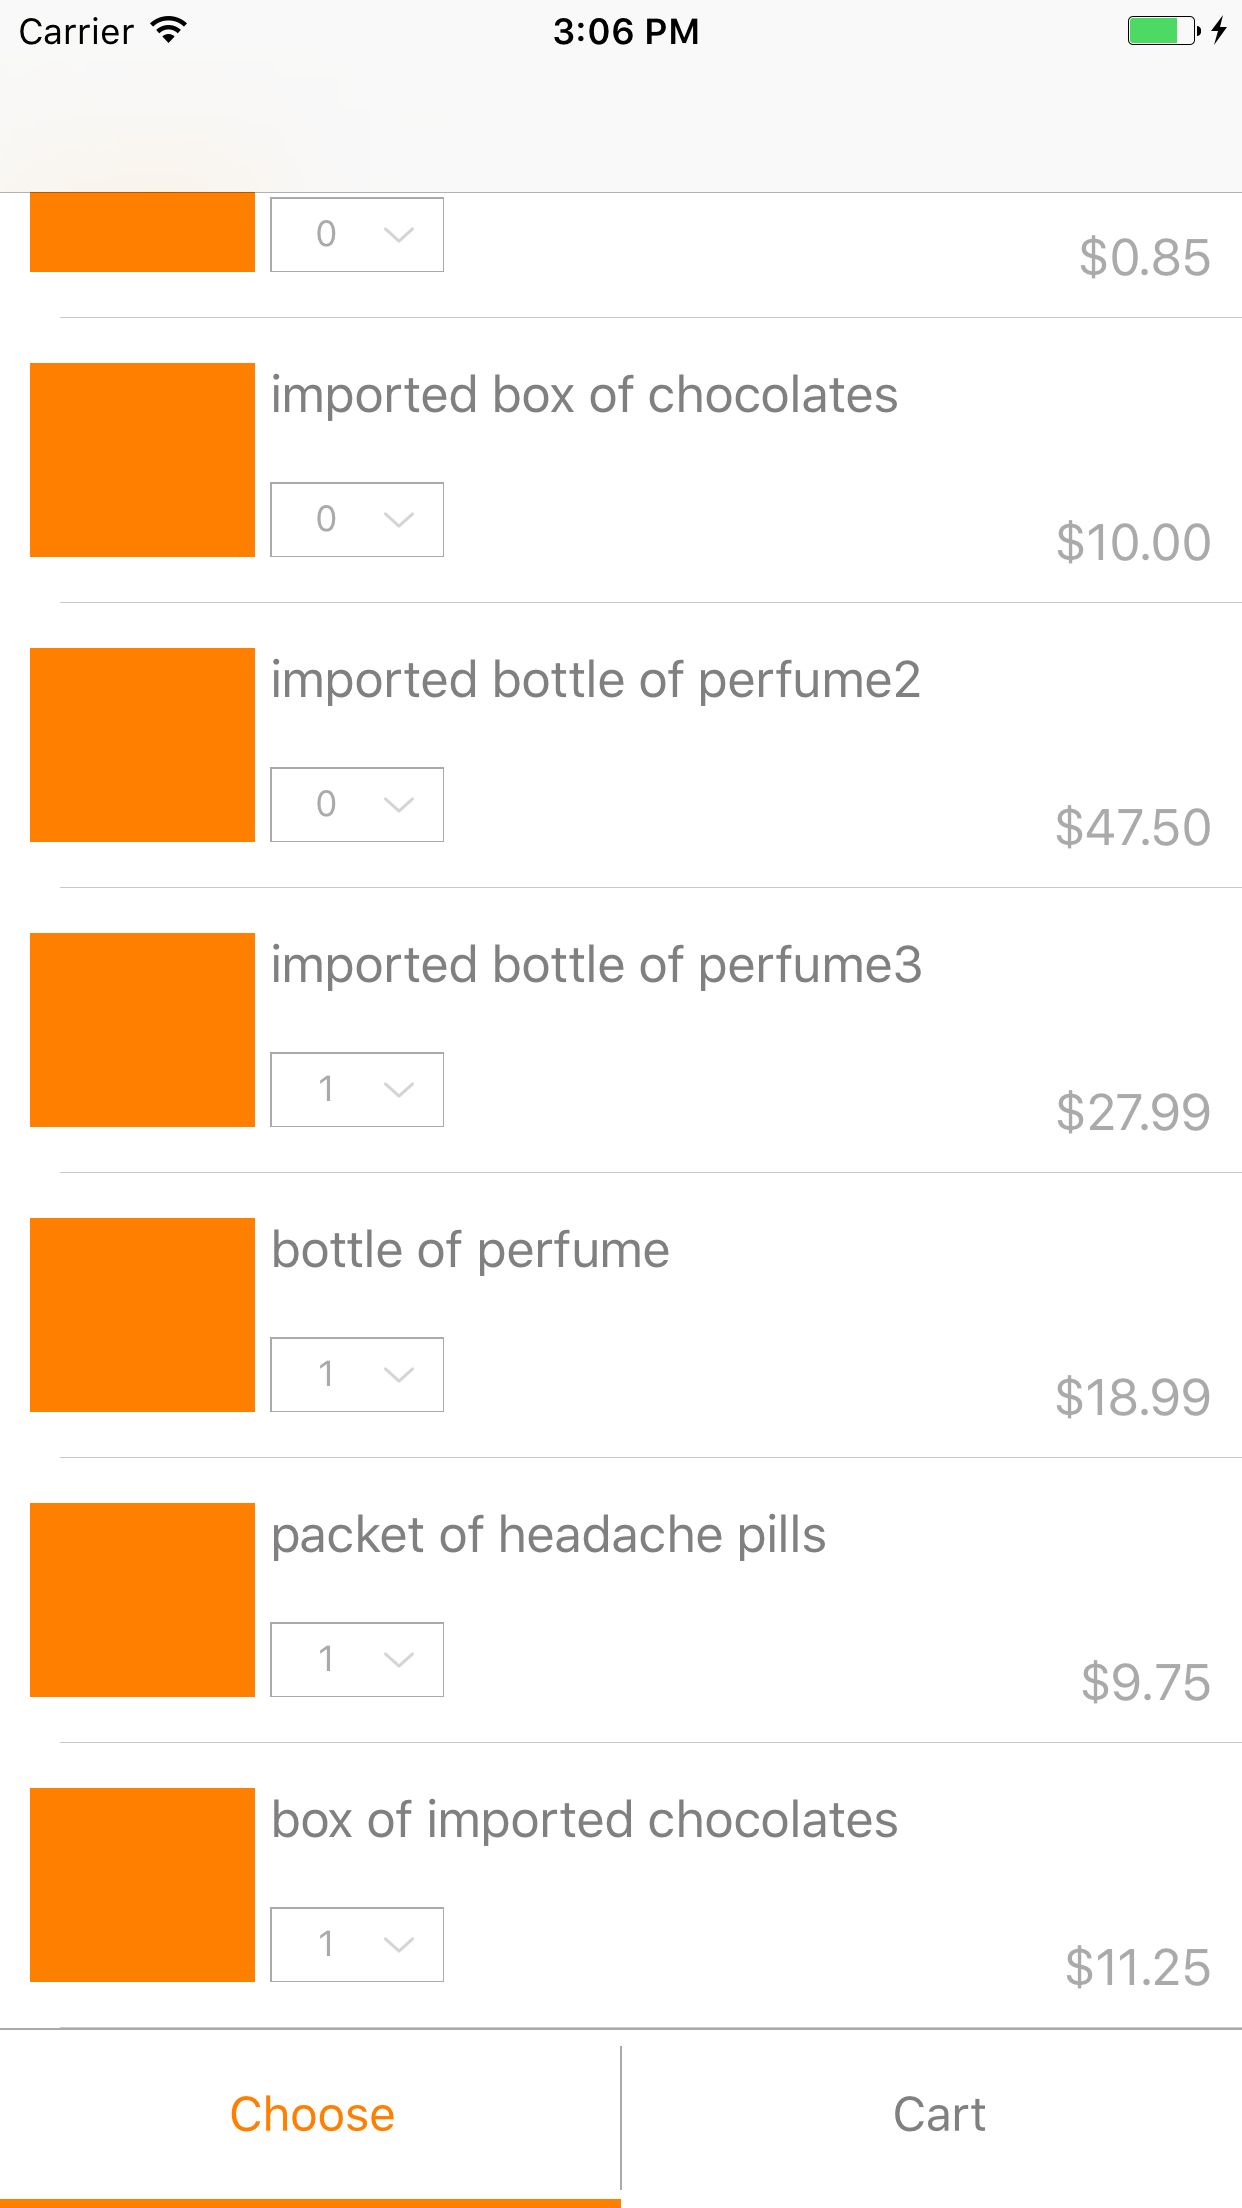 Carrier 3:06 PM
0
$0.85
imported box of chocolates
0
$10.00
imported bottle of perfume2
0
$47.50
imported bottle of perfume3
1
$27.99
bottle of perfume
1
$18.99
packet of headache pills
1
$9.75
box of imported chocolates
1
$11.25
Choose Cart